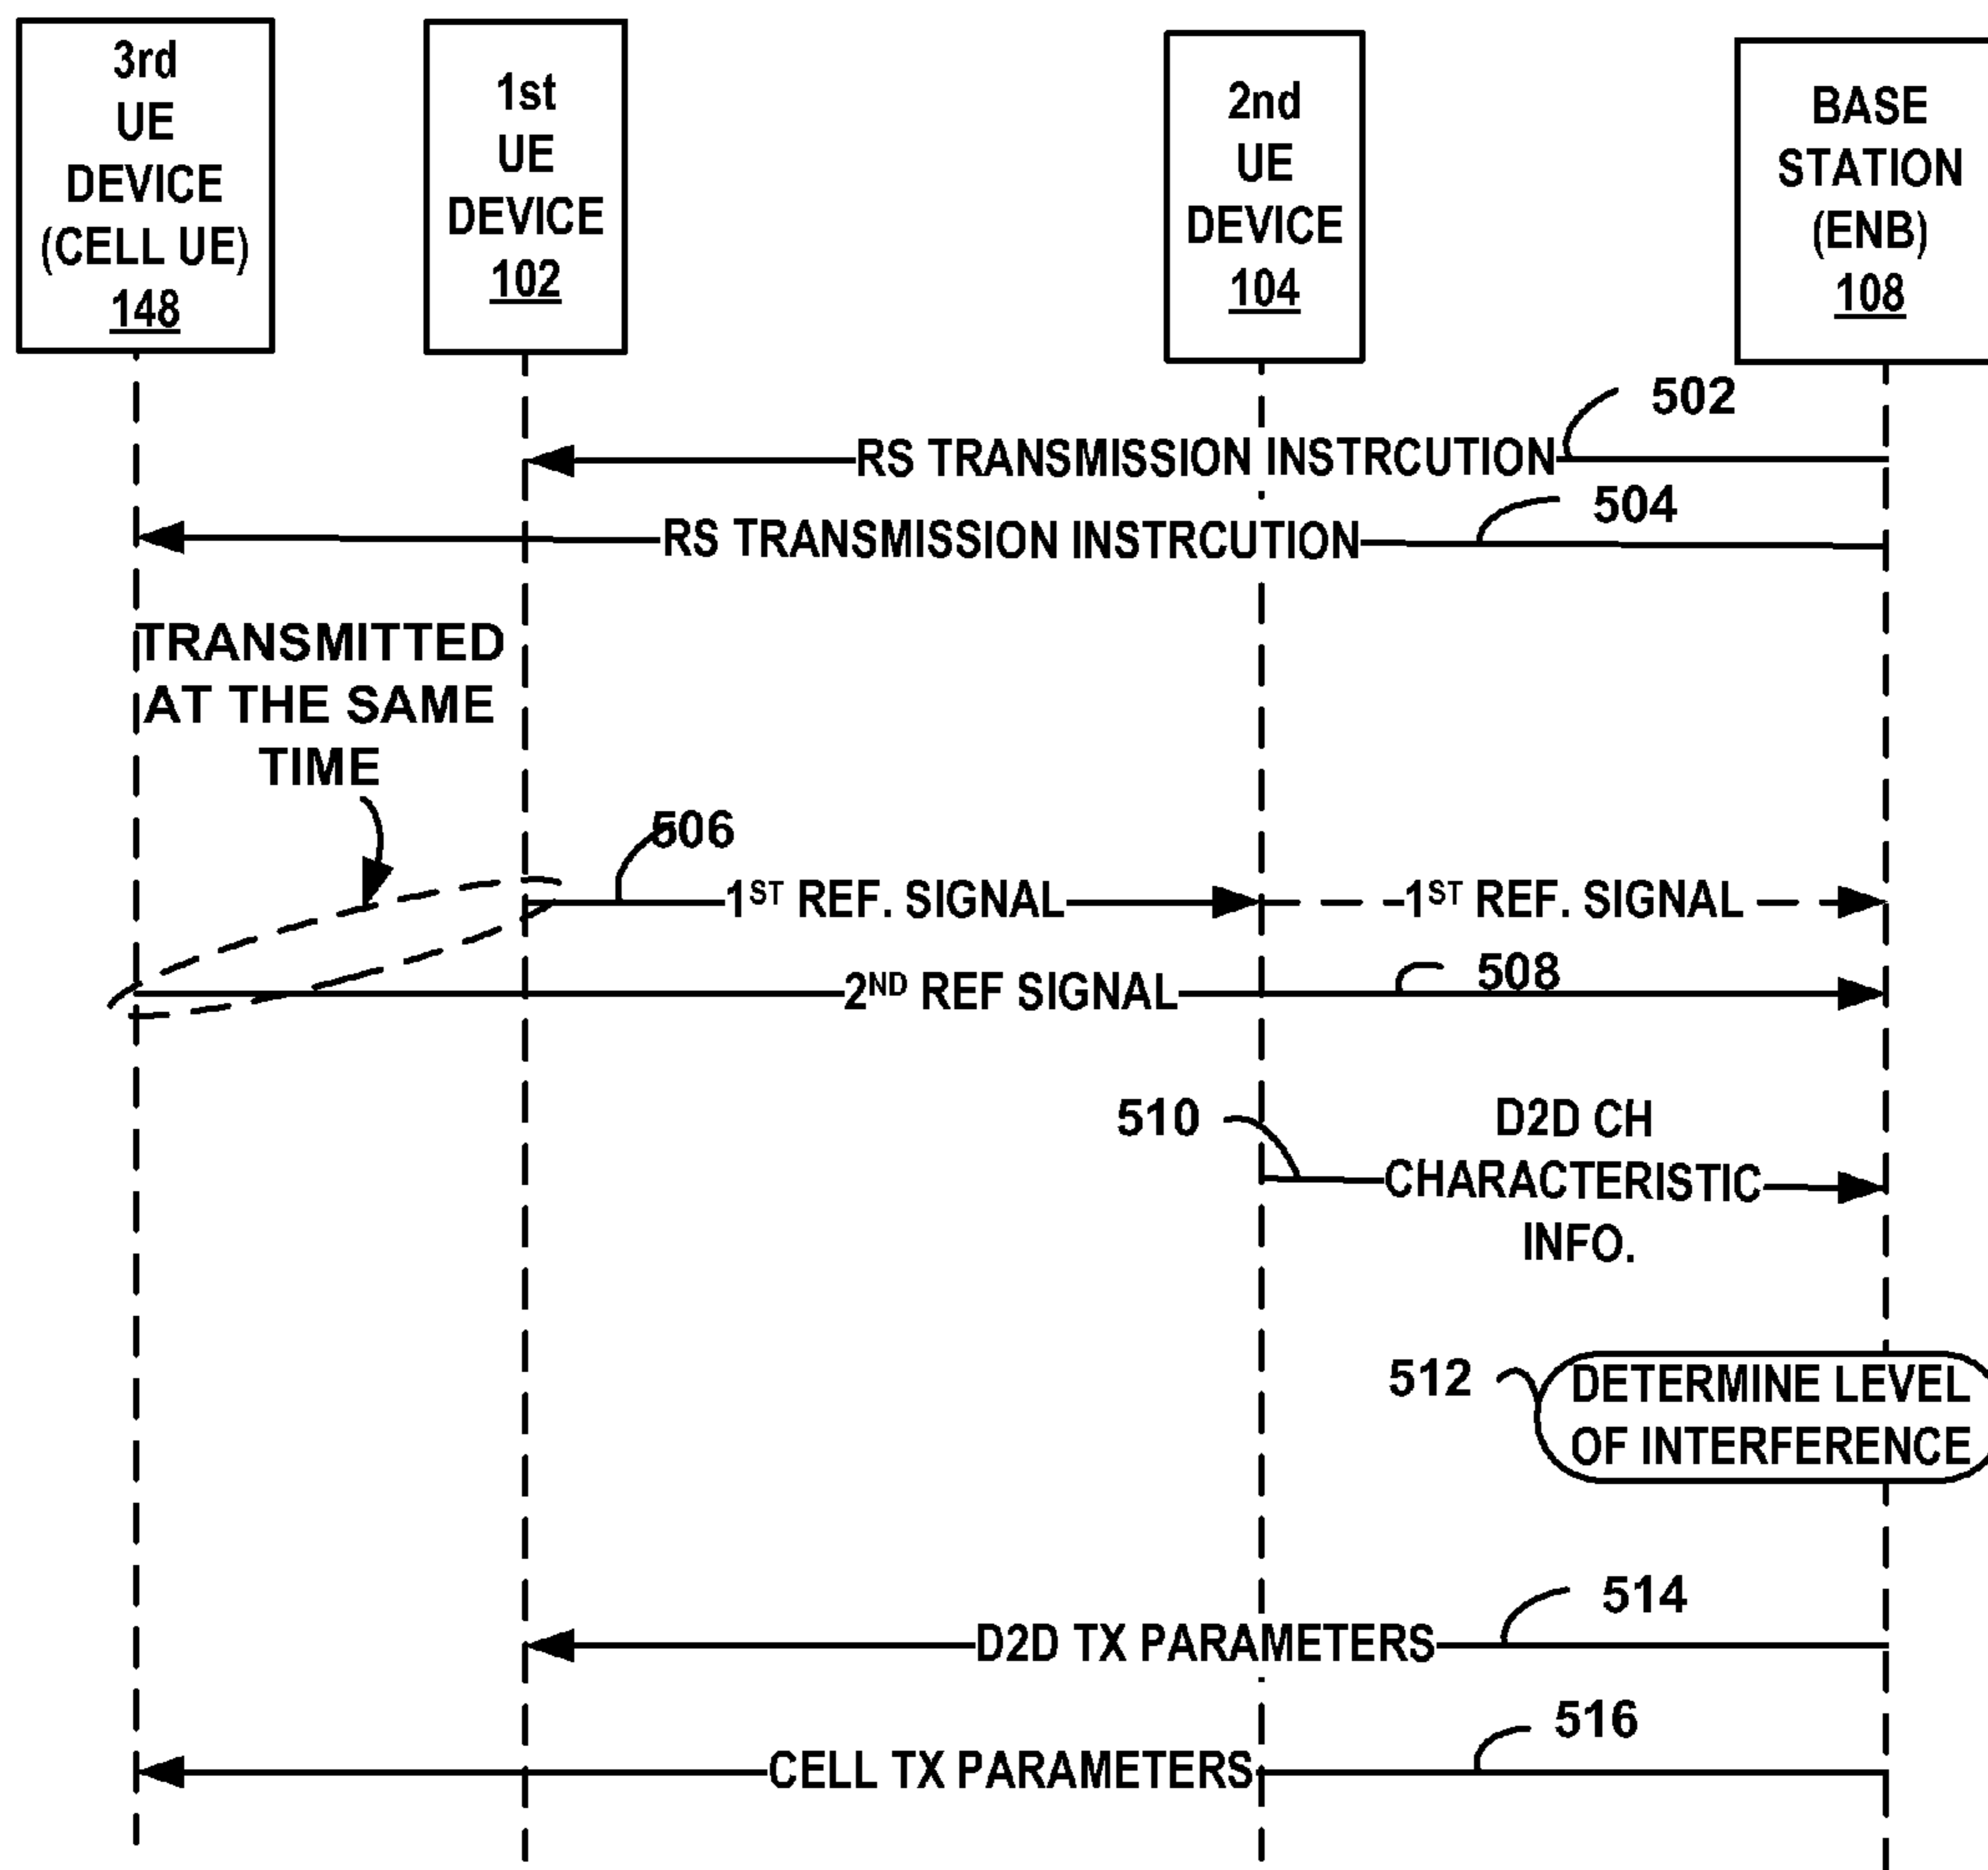 3rd
UE
DEVICE
(CELL UE)
148
1st
UE
DEVICE
102
2nd
UE
DEVICE
104
BASE
STATION
(ENB)
108
502
RS TRANSMISSION INSTRCUTION
504
RS TRANSMISSION INSTRCUTION
TRANSMITTED
AT THE SAME
TIME
506
1ST REF. SIGNAL
1ST REF. SIGNAL
2ND REF SIGNAL
508
510
D2D CH
CHARACTERISTIC
INFO.
512
DETERMINE LEVEL
OF INTERFERENCE
514
D2D TX PARAMETERS
516
CELL TX PARAMETERS